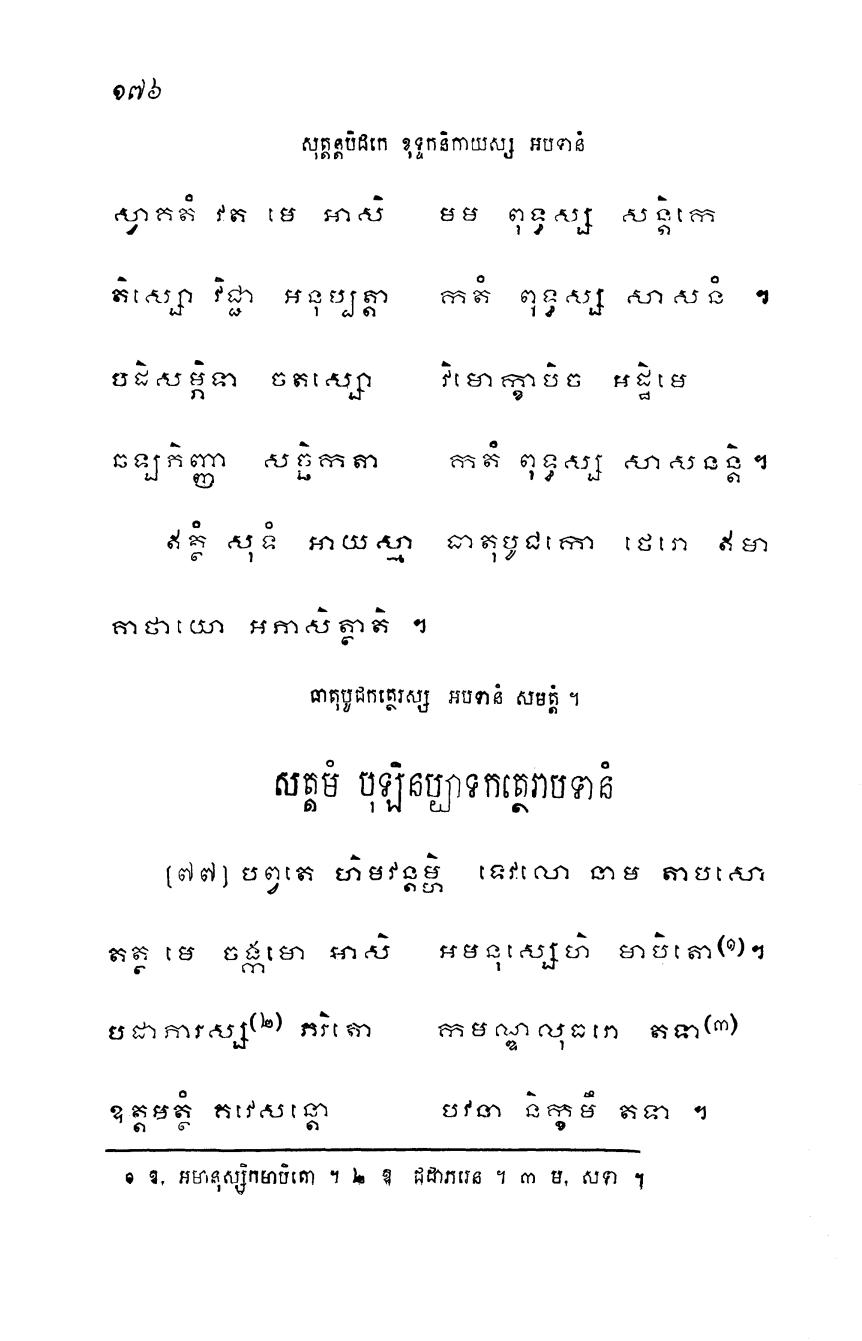 ១៧៦
សុត្តន្តបិដកេ ខុទ្ទកនិកាយស្ស អបទានំ
ស្វាកតំ វត មេ អាសិ មម ពុទ្ធស្ស សន្តិកេ
តិស្សោ វិជ្ជា អនុប្បត្តា កតំ ពុទ្ធស្ស សាសនំ ។
បដិសម្ភិទា ចតស្សោ វិមោក្ខាបិច អដ្ឋិមេ
ឆឡភិញ្ញា សច្ឆិកតា កតំ ពុទ្ធស្ស សាសនន្តិ ។
ឥត្ថំ សុទំ អាយស្មា ធាតុបូជកោ ថេរោ ឥមា
គាថាយោ អភាសិត្ថាតិ ។
ធាតុបូជកត្ថេរស្ស អបទានំ សមត្តំ ។
សត្តមំ បុឡិនប្បាទកត្ថេរាបទានំ
[៧៧] បព្វតេ ហិមវន្តម្ហិ ទេវលោ នាម តាបសោ
តត្ថ មេ ចង្កមោ អាសិ អមនុស្សេហិ មាបិតោ(១) ។
បដាការស្ស(២) ភរិតោ កមណ្ឌលុធរោ តទា(៣)
ឧត្តមត្ថំ គវេសន្តោ បវនា និក្ខមឹ តទា ។
១ ឱ, អមានុស្សិកមាបិតោ ។ ២ ឱ ជដាភរេន ។ ៣ ម, សទា ។